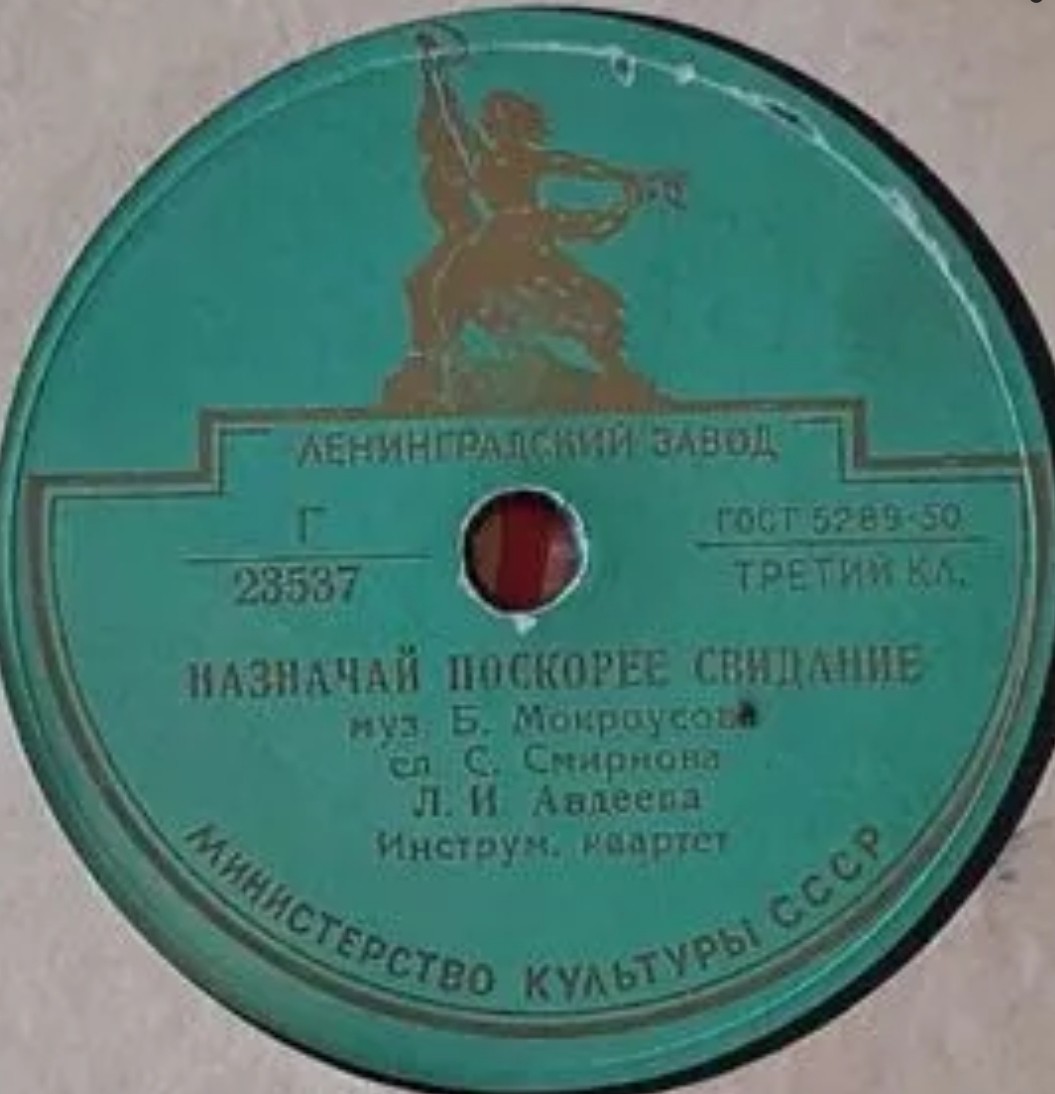 ЛЕНИНГРАДСКИЙ ЗАВОД
Г
23537
ГОСТ 5289-50
ТРЕТИЙ КЛ.
НАЗНАЧАЙ ПОСКОРЕЕ СВИДАНИЕ
муз. Б. Мокроусова
сл. С. Смирнова
Л. И. Авдеева
Инструм. квартет
МИНИСТЕРСТВО КУЛЬТУРЫ СССР